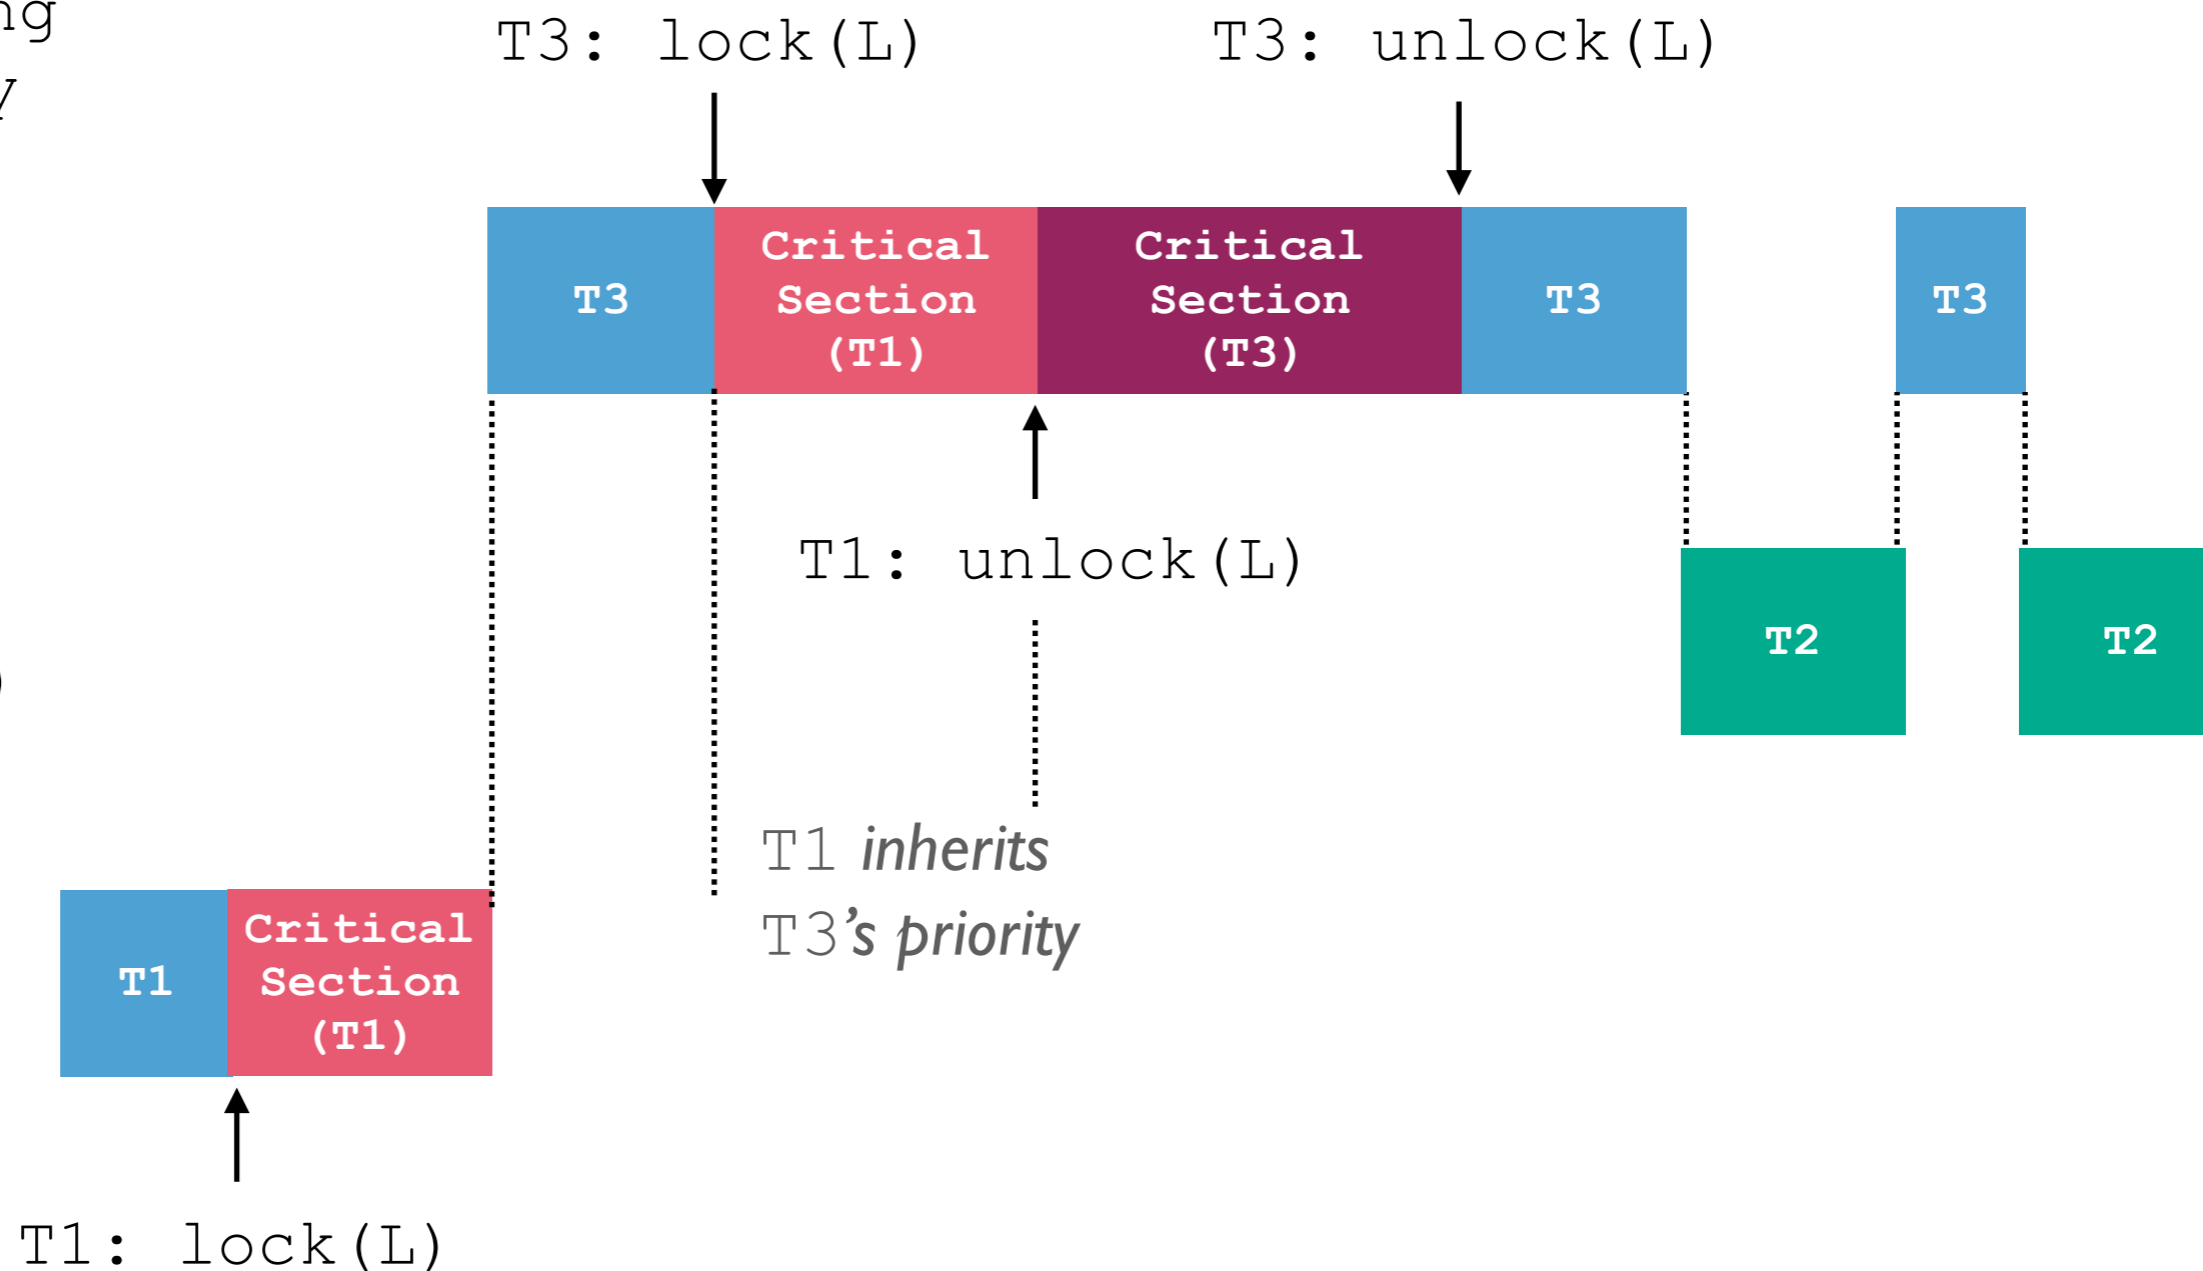 T3: lock(L)
T3: unlock(L)
T3
Critical
Section
(T1)
Critical
Section
(T3)
T3
T3
T1: unlock(L)
T2
T2
T1 inherits
T3's priority
T1
Critical
Section
(T1)
T1: lock(L)